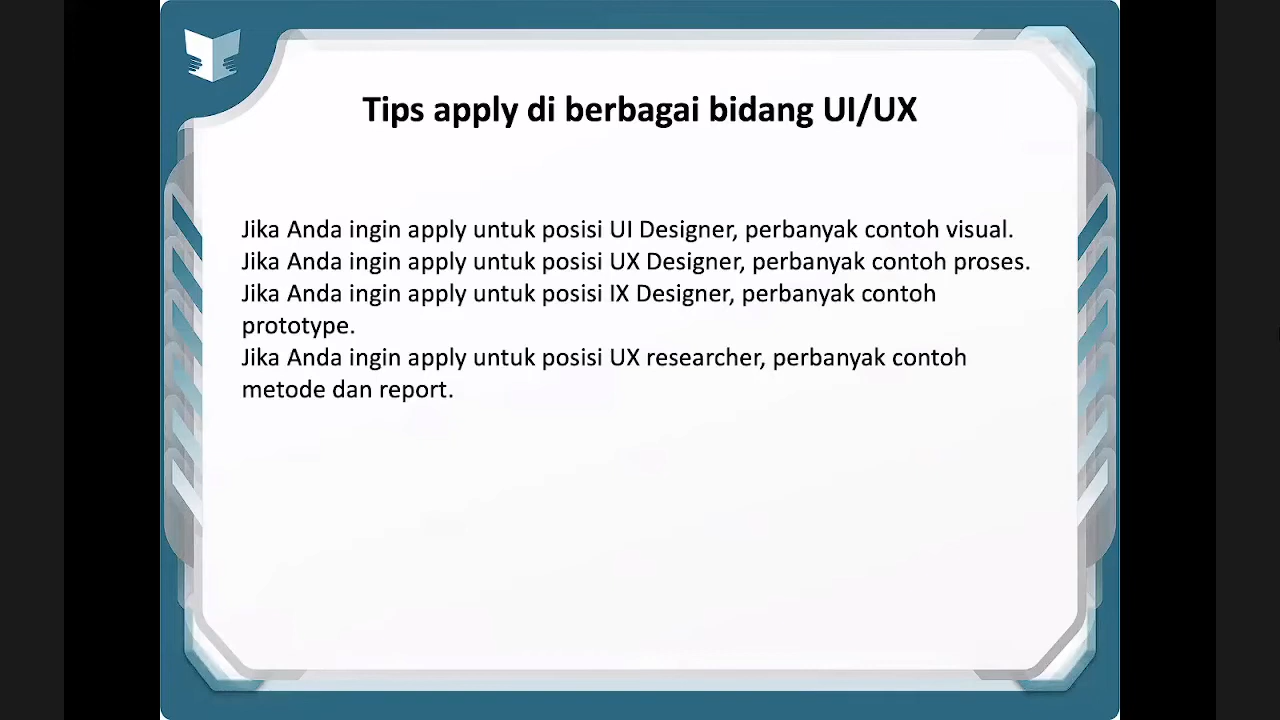 Tips apply di berbagai bidang UI/UX
Jika Anda ingin apply untuk posisi UI Designer, perbanyak contoh visual.
Jika Anda ingin apply untuk posisi UX Designer, perbanyak contoh proses.
Jika Anda ingin apply untuk posisi IX Designer, perbanyak contoh
prototype.
Jika Anda ingin apply untuk posisi UX researcher, perbanyak contoh
metode dan report.